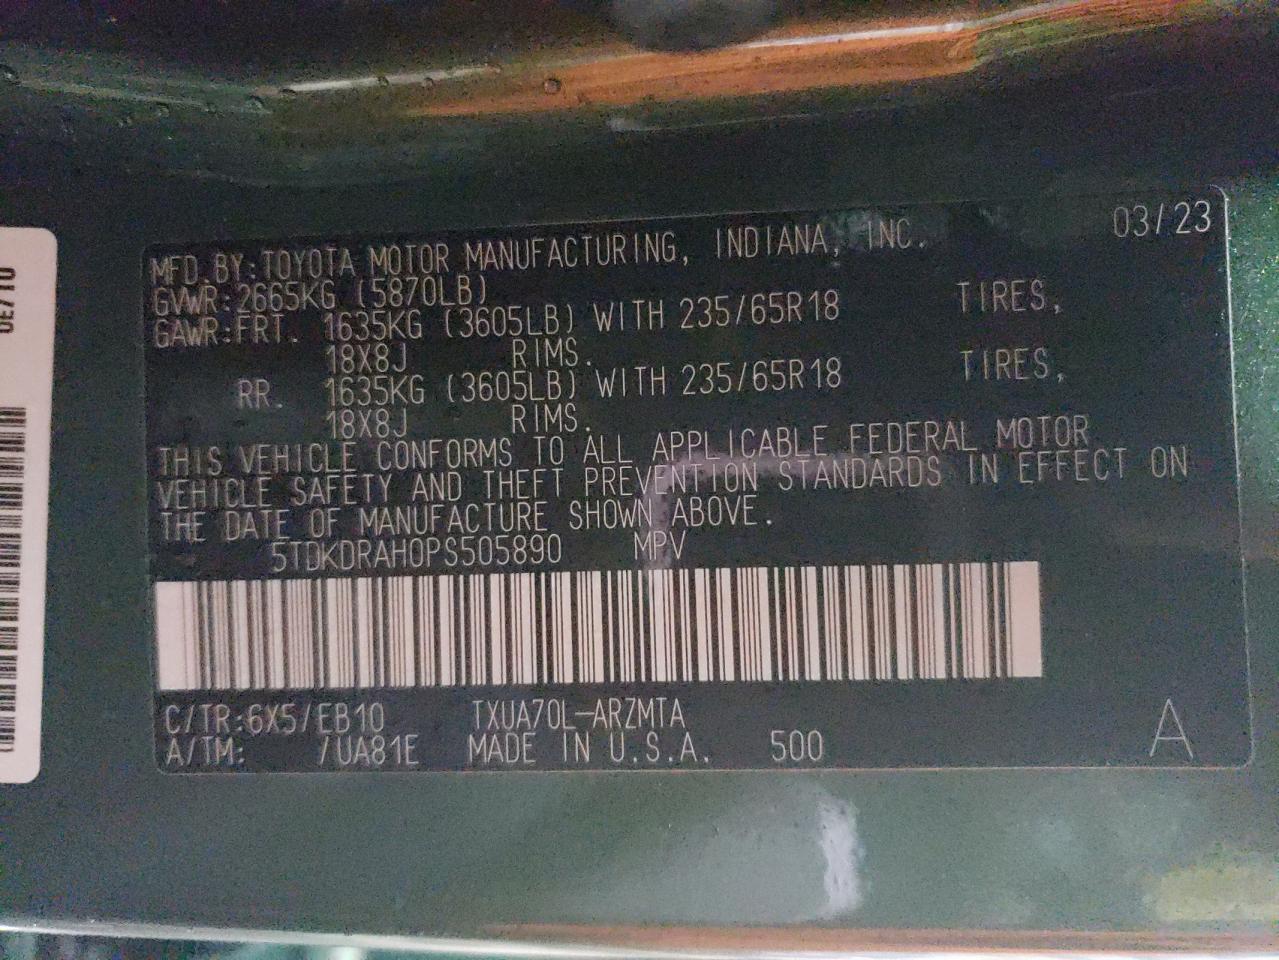 MFD.BY:TOYOTA MOTOR MANUFACTURING, INDIANA, INC. 03/23
GVWR:2665KG (5870LB)
GAWR:FRT. 1635KG (3605LB) WITH 235/65R18 TIRES,
18X8J RIMS.
RR. 1635KG (3605LB) WITH 235/65R18 TIRES,
18X8J RIMS.
THIS VEHICLE CONFORMS TO ALL APPLICABLE FEDERAL MOTOR
VEHICLE SAFETY AND THEFT PREVENTION STANDARDS IN EFFECT ON
THE DATE OF MANUFACTURE SHOWN ABOVE.
5TDKDRAH0PS505890 MPV
C/TR:6X5/EB10 TXUA70L-ARZMTA
A/TM: /UA81E MADE IN U.S.A. 500 A